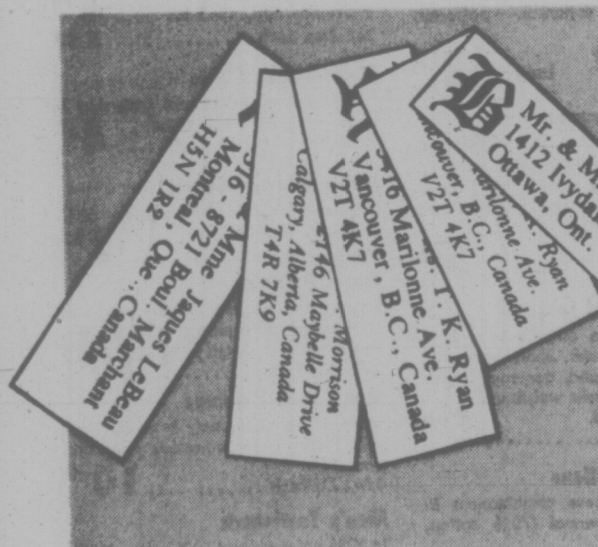 Mme Jaques LeBeau
316 - 8721 Boul. Marchant
Montreal, Que., Canada
H5N 1R2
M. Morrison
2146 Maybelle Drive
Calgary, Alberta, Canada
T4R 7K9
T. K. Ryan
3416 Marilonne Ave.
Vancouver, B.C., Canada
V2T 4K7
Ryan
Marilonne Ave.
Vancouver, B.C., Canada
V2T 4K7
B
Mr. & M
1412 Ivydal
Ottawa, Ont.